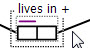 lives in +